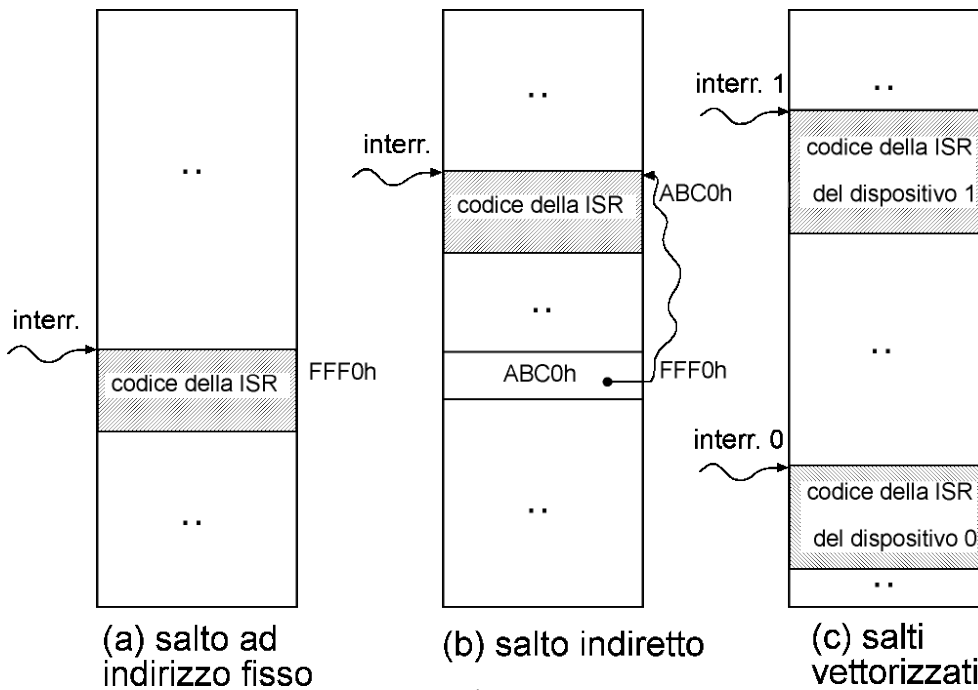 ..
interr.
codice della ISR
FFF0h
..
(a) salto ad
indirizzo fisso
..
interr.
ABC0h
codice della ISR
..
ABC0h
FFF0h
..
(b) salto indiretto
..
interr. 1
codice della ISR
del dispositivo 1
..
interr. 0
codice della ISR
del dispositivo 0
..
(c) salti
vettorizzati